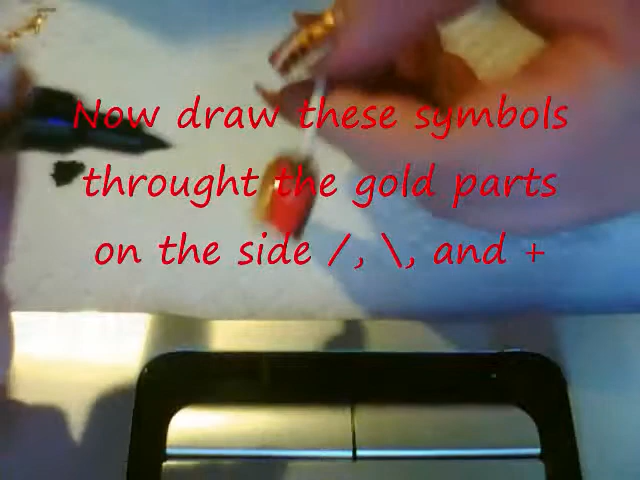 Now draw these symbols
throught the gold parts
on the side /, \, and +